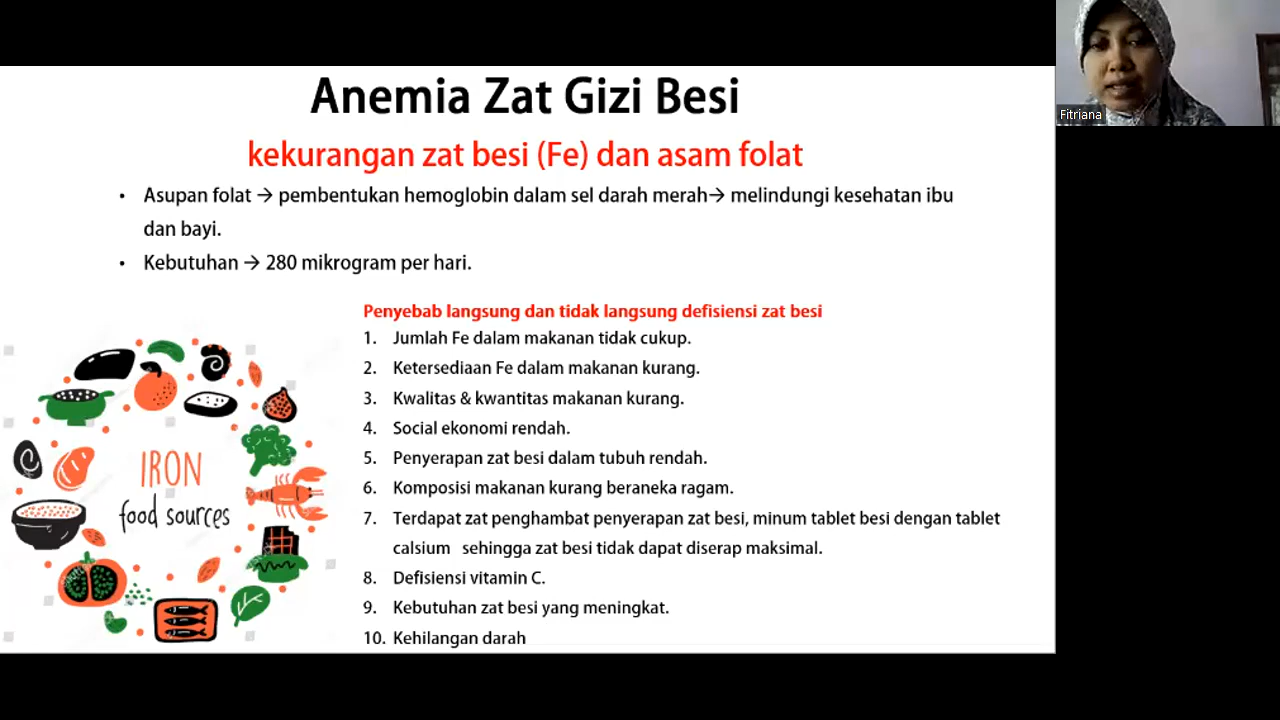 Anemia Zat Gizi Besi
kekurangan zat besi (Fe) dan asam folat
• Asupan folat → pembentukan hemoglobin dalam sel darah merah→ melindungi kesehatan ibu
dan bayi.
• Kebutuhan → 280 mikrogram per hari.
Penyebab langsung dan tidak langsung defisiensi zat besi
1. Jumlah Fe dalam makanan tidak cukup.
2. Ketersediaan Fe dalam makanan kurang.
3. Kwalitas & kwantitas makanan kurang.
4. Social ekonomi rendah.
5. Penyerapan zat besi dalam tubuh rendah.
6. Komposisi makanan kurang beraneka ragam.
7. Terdapat zat penghambat penyerapan zat besi, minum tablet besi dengan tablet
calsium sehingga zat besi tidak dapat diserap maksimal.
8. Defisiensi vitamin C.
9. Kebutuhan zat besi yang meningkat.
10. Kehilangan darah
IRON
food sources
Fitriana